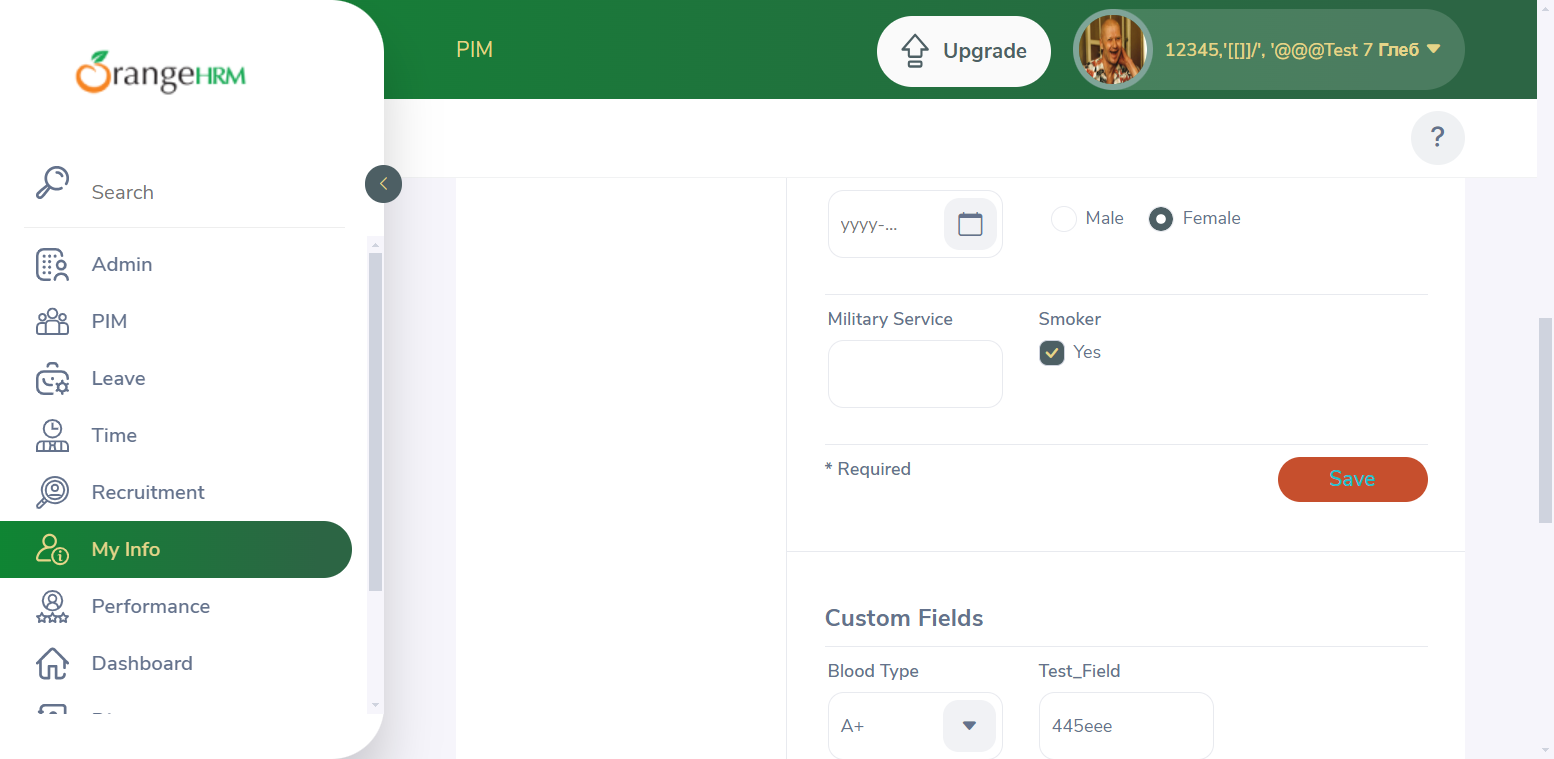 OrangeHRM
PIM
Upgrade
12345,'[[]]/', '@@@Test 7 Глеб
?
Search
Admin
PIM
Leave
Time
Recruitment
My Info
Performance
Dashboard
yyyy-...
Male
Female
Military Service
Smoker
Yes
* Required
Save
Custom Fields
Blood Type
Test_Field
A+
445eee